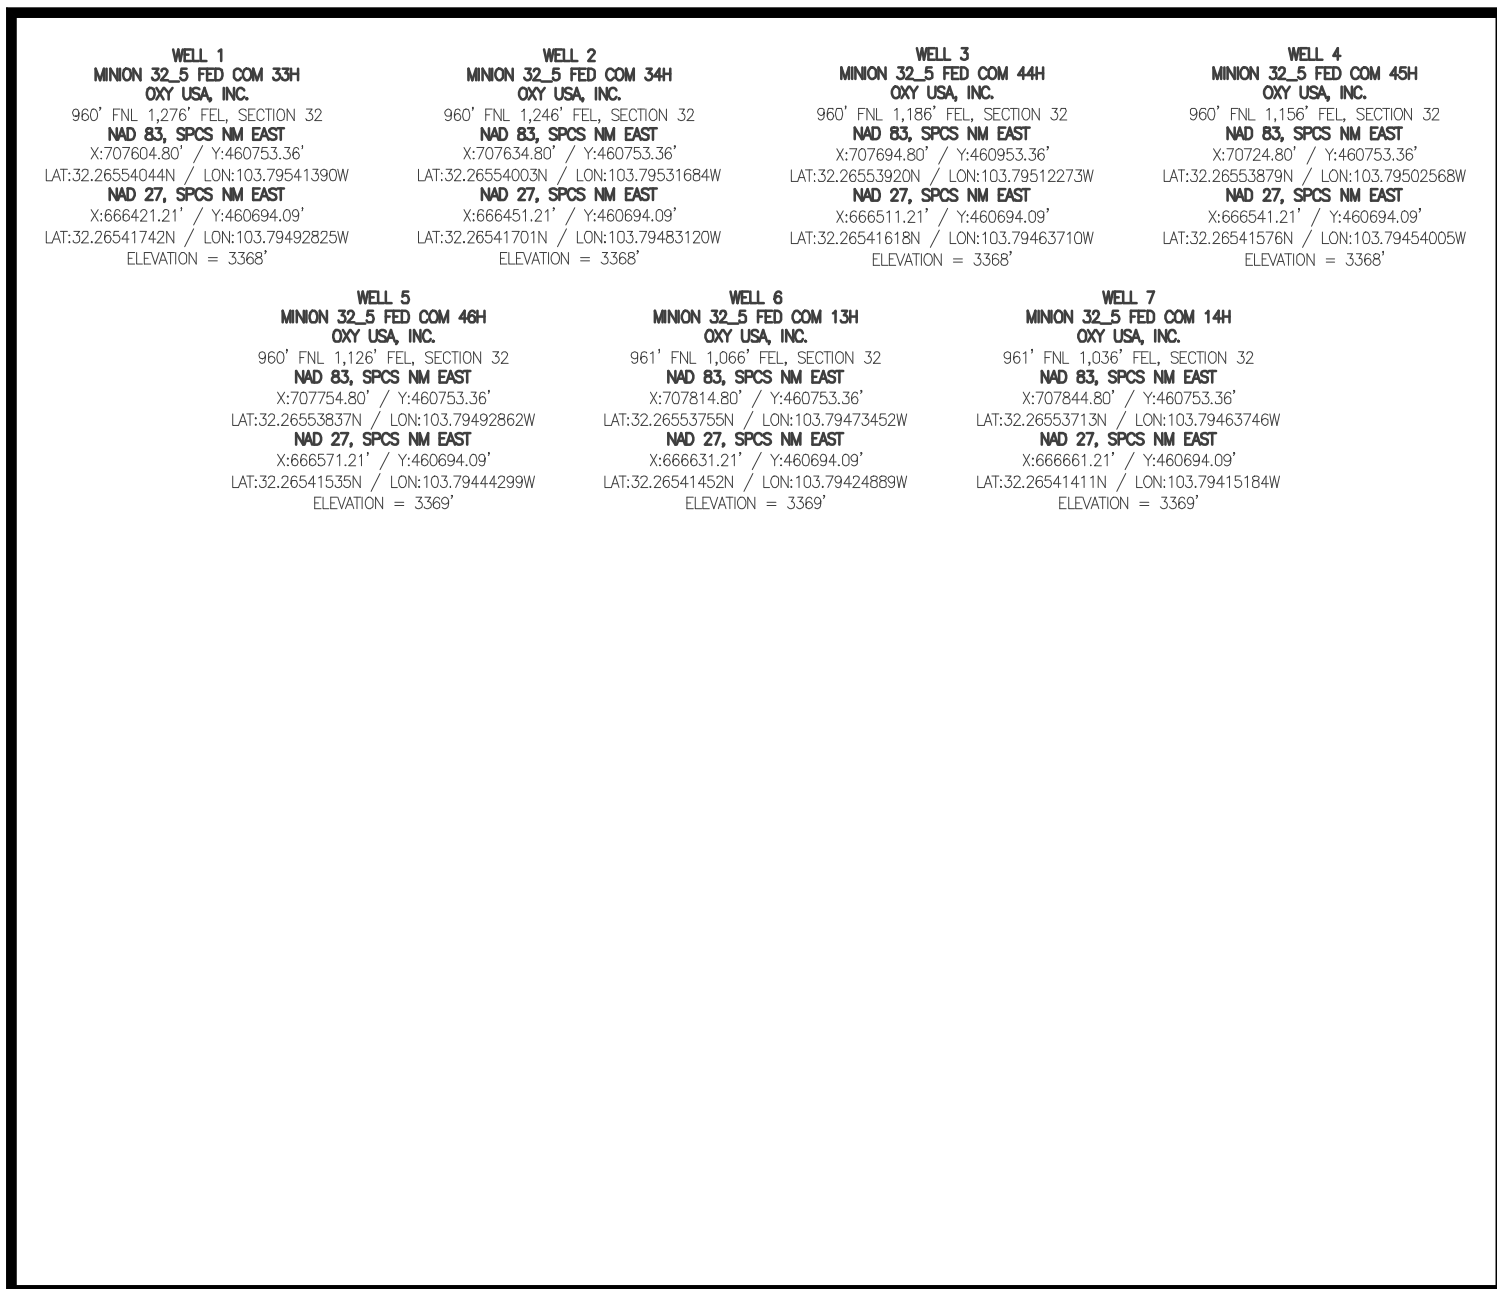 WELL 1
MINION 32_5 FED COM 33H
OXY USA, INC.
960' FNL 1,276' FEL, SECTION 32
NAD 83, SPCS NM EAST
X:707604.80' / Y:460753.36'
LAT:32.26554044N / LON:103.79541390W
NAD 27, SPCS NM EAST
X:666421.21' / Y:460694.09'
LAT:32.26541742N / LON:103.79492825W
ELEVATION = 3368'
WELL 2
MINION 32_5 FED COM 34H
OXY USA, INC.
960' FNL 1,246' FEL, SECTION 32
NAD 83, SPCS NM EAST
X:707634.80' / Y:460753.36'
LAT:32.26554003N / LON:103.79531684W
NAD 27, SPCS NM EAST
X:666451.21' / Y:460694.09'
LAT:32.26541701N / LON:103.79483120W
ELEVATION = 3368'
WELL 3
MINION 32_5 FED COM 44H
OXY USA, INC.
960' FNL 1,186' FEL, SECTION 32
NAD 83, SPCS NM EAST
X:707694.80' / Y:460953.36'
LAT:32.26553920N / LON:103.79512273W
NAD 27, SPCS NM EAST
X:666511.21' / Y:460694.09'
LAT:32.26541618N / LON:103.79463710W
ELEVATION = 3368'
WELL 4
MINION 32_5 FED COM 45H
OXY USA, INC.
960' FNL 1,156' FEL, SECTION 32
NAD 83, SPCS NM EAST
X:70724.80' / Y:460753.36'
LAT:32.26553879N / LON:103.79502568W
NAD 27, SPCS NM EAST
X:666541.21' / Y:460694.09'
LAT:32.26541576N / LON:103.79454005W
ELEVATION = 3368'
WELL 5
MINION 32_5 FED COM 46H
OXY USA, INC.
960' FNL 1,126' FEL, SECTION 32
NAD 83, SPCS NM EAST
X:707754.80' / Y:460753.36'
LAT:32.26553837N / LON:103.79492862W
NAD 27, SPCS NM EAST
X:666571.21' / Y:460694.09'
LAT:32.26541535N / LON:103.79444299W
ELEVATION = 3369'
WELL 6
MINION 32_5 FED COM 13H
OXY USA, INC.
961' FNL 1,066' FEL, SECTION 32
NAD 83, SPCS NM EAST
X:707814.80' / Y:460753.36'
LAT:32.26553755N / LON:103.79473452W
NAD 27, SPCS NM EAST
X:666631.21' / Y:460694.09'
LAT:32.26541452N / LON:103.79424889W
ELEVATION = 3369'
WELL 7
MINION 32_5 FED COM 14H
OXY USA, INC.
961' FNL 1,036' FEL, SECTION 32
NAD 83, SPCS NM EAST
X:707844.80' / Y:460753.36'
LAT:32.26553713N / LON:103.79463746W
NAD 27, SPCS NM EAST
X:666661.21' / Y:460694.09'
LAT:32.26541411N / LON:103.79415184W
ELEVATION = 3369'